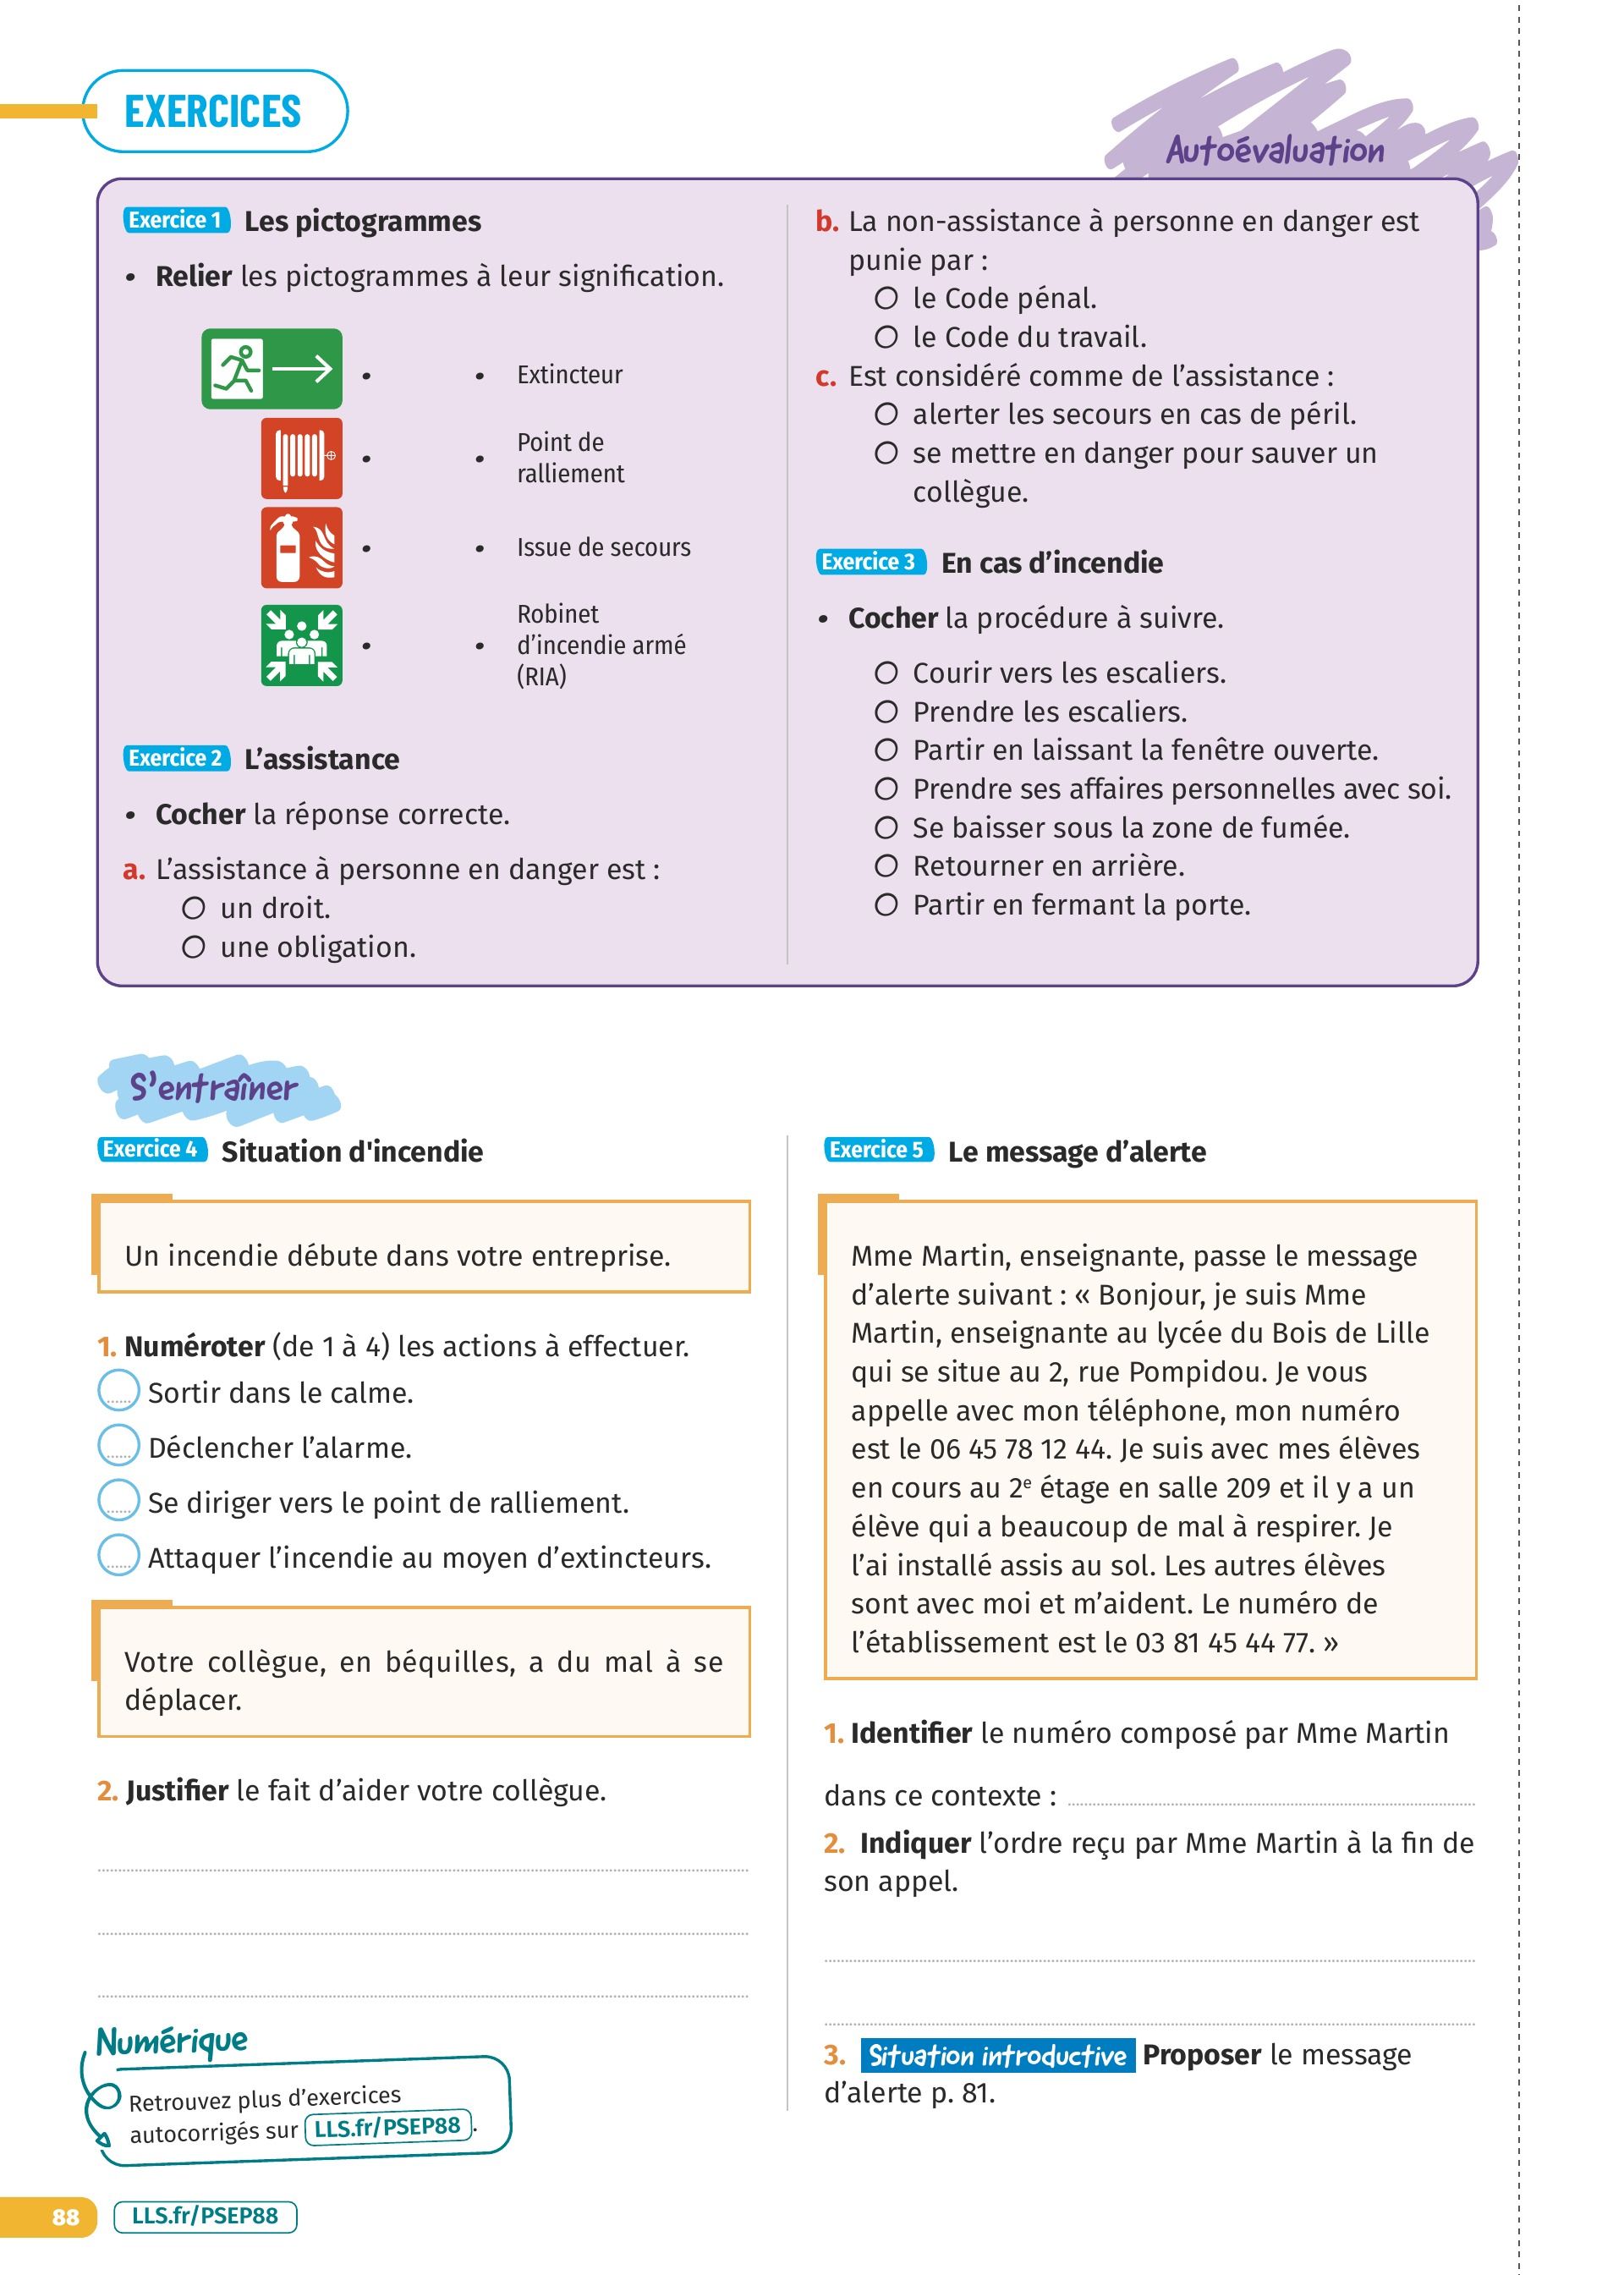 EXERCICES
Autoévaluation
Exercice 1 Les pictogrammes
• Relier les pictogrammes à leur signification.
• • Extincteur
• • Point de
ralliement
• • Issue de secours
• • Robinet
d’incendie armé
(RIA)
Exercice 2 L’assistance
• Cocher la réponse correcte.
a. L’assistance à personne en danger est :
un droit.
une obligation.
b. La non-assistance à personne en danger est
punie par :
le Code pénal.
le Code du travail.
c. Est considéré comme de l’assistance :
alerter les secours en cas de péril.
se mettre en danger pour sauver un
collègue.
Exercice 3 En cas d’incendie
• Cocher la procédure à suivre.
Courir vers les escaliers.
Prendre les escaliers.
Partir en laissant la fenêtre ouverte.
Prendre ses affaires personnelles avec soi.
Se baisser sous la zone de fumée.
Retourner en arrière.
Partir en fermant la porte.
S’entraîner
Exercice 4 Situation d'incendie
Un incendie débute dans votre entreprise.
1. Numéroter (de 1 à 4) les actions à effectuer.
Sortir dans le calme.
Déclencher l’alarme.
Se diriger vers le point de ralliement.
Attaquer l’incendie au moyen d’extincteurs.
Votre collègue, en béquilles, a du mal à se
déplacer.
2. Justifier le fait d’aider votre collègue.
Numérique
Retrouvez plus d’exercices
autocorrigés sur LLS.fr/PSEP88.
Exercice 5 Le message d’alerte
Mme Martin, enseignante, passe le message
d’alerte suivant : « Bonjour, je suis Mme
Martin, enseignante au lycée du Bois de Lille
qui se situe au 2, rue Pompidou. Je vous
appelle avec mon téléphone, mon numéro
est le 06 45 78 12 44. Je suis avec mes élèves
en cours au 2e étage en salle 209 et il y a un
élève qui a beaucoup de mal à respirer. Je
l’ai installé assis au sol. Les autres élèves
sont avec moi et m’aident. Le numéro de
l’établissement est le 03 81 45 44 77. »
1. Identifier le numéro composé par Mme Martin
dans ce contexte :
2. Indiquer l’ordre reçu par Mme Martin à la fin de
son appel.
3. Situation introductive Proposer le message
d’alerte p. 81.
88 LLS.fr/PSEP88